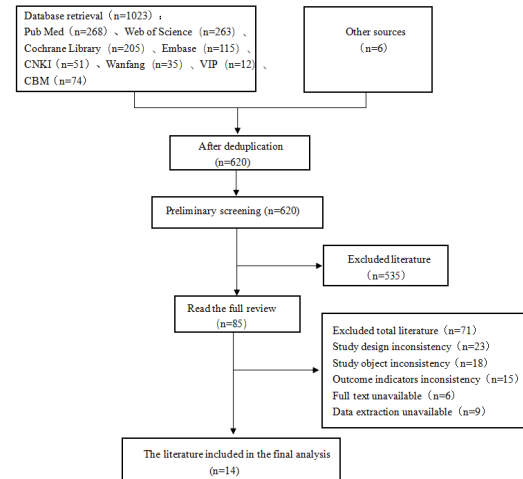 Database retrieval（n=1023）：
Pub Med（n=268）、Web of Science（n=263）、
Cochrane Library（n=205）、Embase（n=115）、
CNKI（n=51）、Wanfang（n=35）、VIP（n=12）、
CBM（n=74）
Other sources
（n=6）
After deduplication
(n=620)
Preliminary screening (n=620)
Excluded literature
（n=535）
Read the full review
（n=85）
Excluded total literature（n=71）
Study design inconsistency（n=23）
Study object inconsistency（n=18）
Outcome indicators inconsistency（n=15）
Full text unavailable（n=6）
Data extraction unavailable（n=9）
The literature included in the final analysis
（n=14）